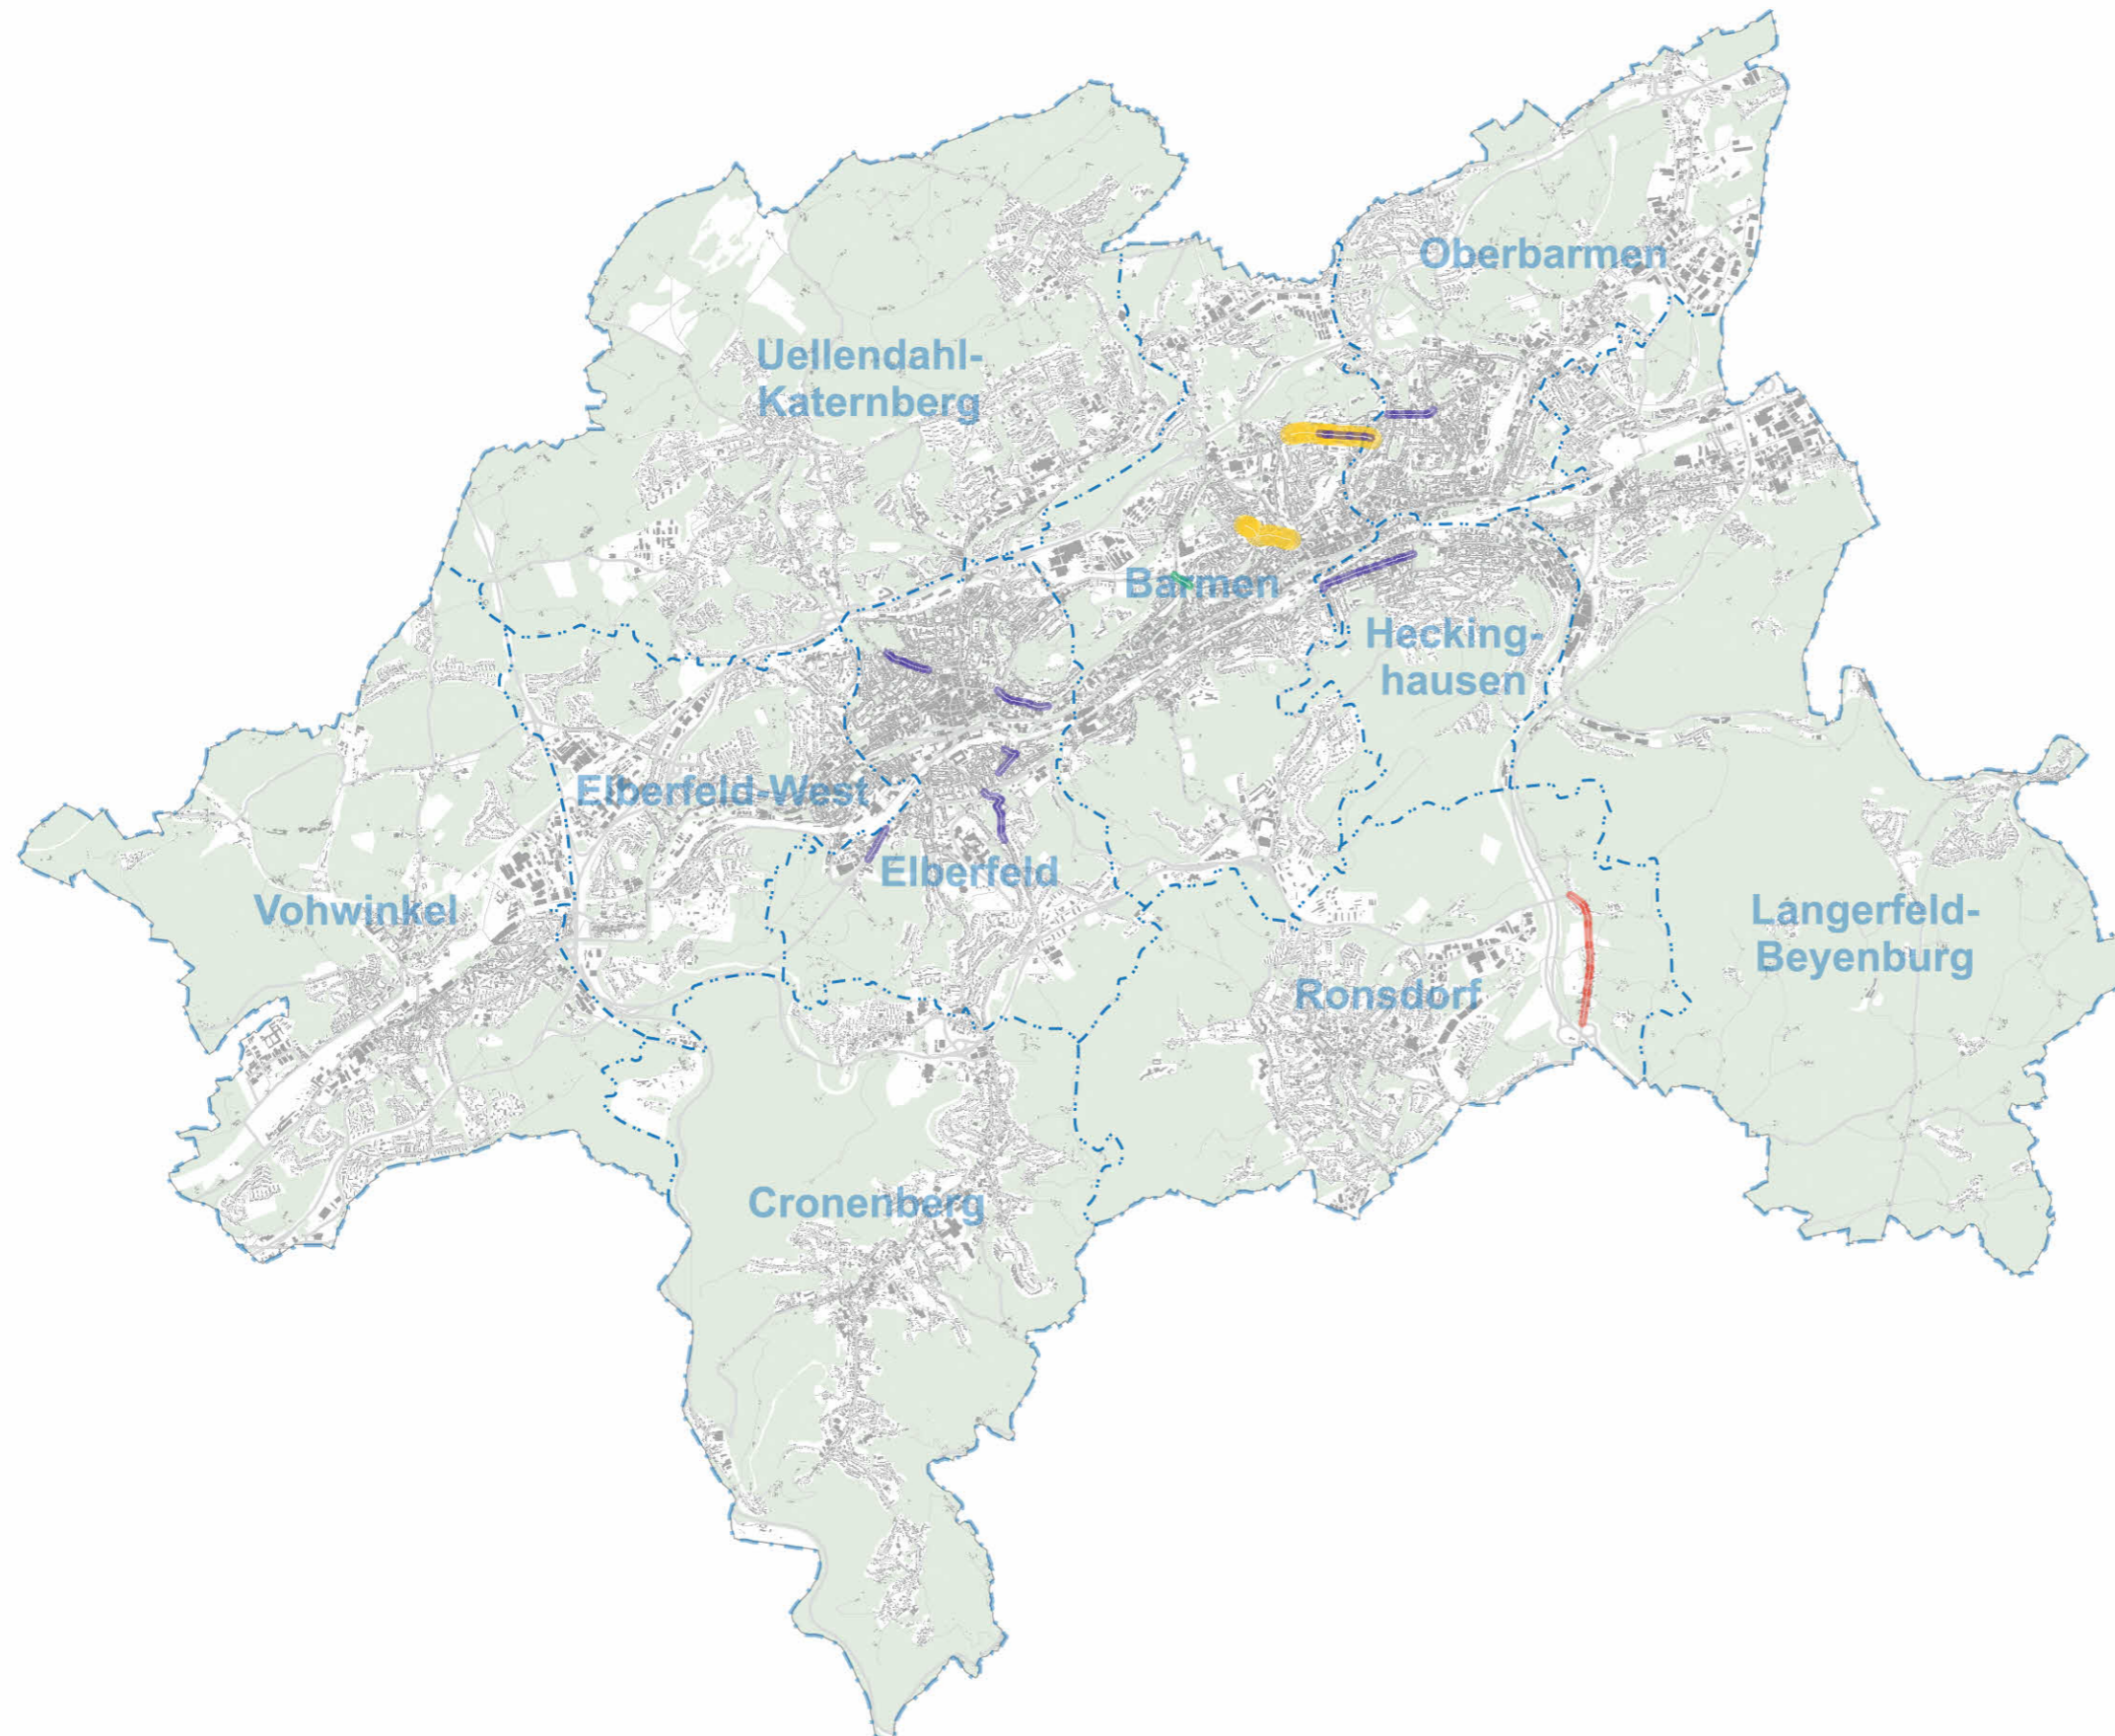 Oberbarmen
Uellendahl-
Katernberg
Barmen
Hecking-
hausen
Elberfeld-West
Elberfeld
Vohwinkel
Langerfeld-
Beyenburg
Ronsdorf
Cronenberg